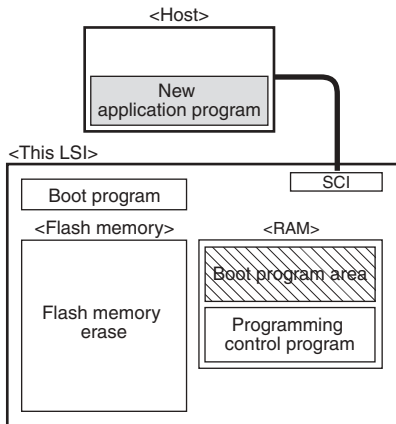 <Host>
New
application program
<This LSI>
SCI
Boot program
<Flash memory>
<RAM>
Boot program area
Flash memory
erase
Programming
control program